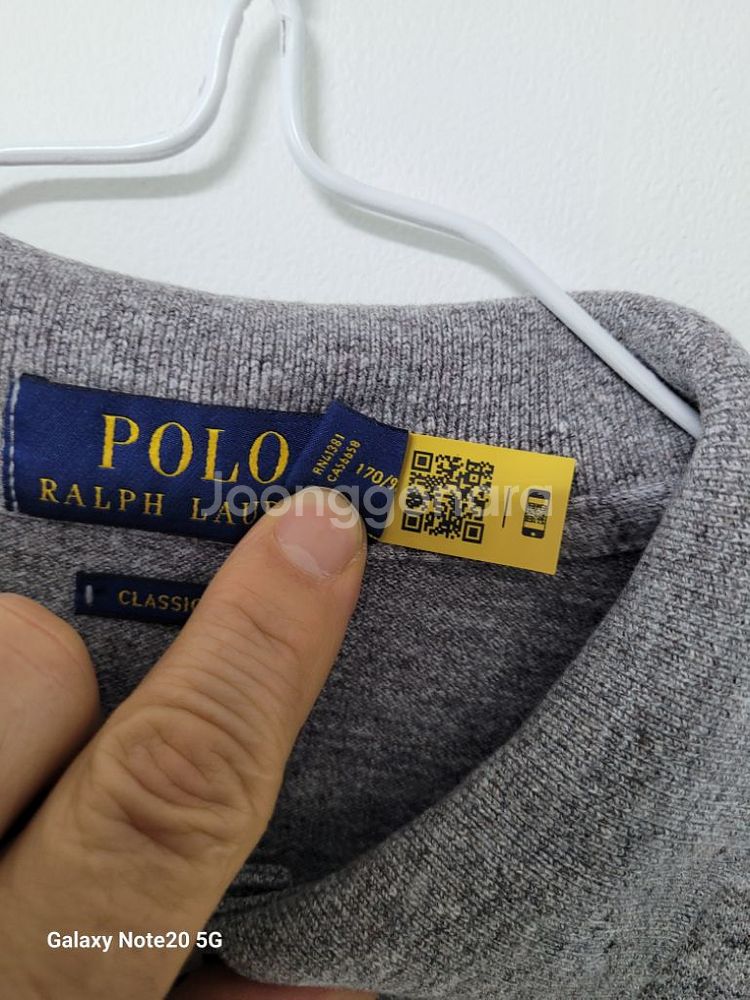 POLO
RALPH LAU
RN41381
CA56658
170/9
CLASSIC
Joonggonara
Galaxy Note20 5G